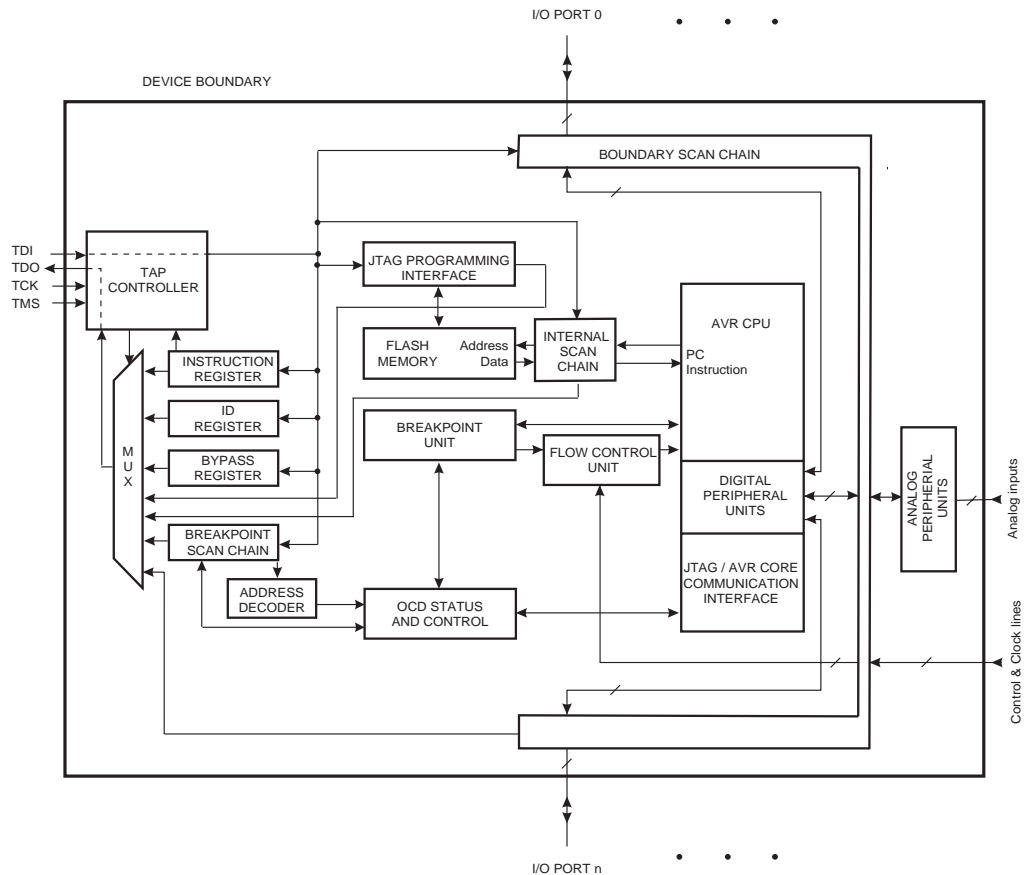 I/O PORT 0
DEVICE BOUNDARY
BOUNDARY SCAN CHAIN
TDI
TDO
TCK
TMS
TAP
CONTROLLER
JTAG PROGRAMMING
INTERFACE
AVR CPU
FLASH
MEMORY
Address
Data
INTERNAL
SCAN
CHAIN
PC
Instruction
INSTRUCTION
REGISTER
ID
REGISTER
BYPASS
REGISTER
MUX
BREAKPOINT
UNIT
FLOW CONTROL
UNIT
DIGITAL
PERIPHERAL
UNITS
ANALOG
PERIPHERIAL
UNITS
Analog inputs
BREAKPOINT
SCAN CHAIN
ADDRESS
DECODER
OCD STATUS
AND CONTROL
JTAG / AVR CORE
COMMUNICATION
INTERFACE
Control & Clock lines
I/O PORT n